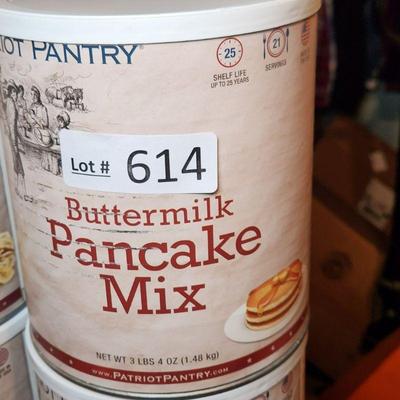 PANTRY®
25
SHELF LIFE
UP TO 25 YEARS
21
SERVINGS
Lot # 614
Buttermilk
Pancake
Mix
NET WT 3 LBS 4 OZ (1.48 kg)
www.PatriotPantry.com